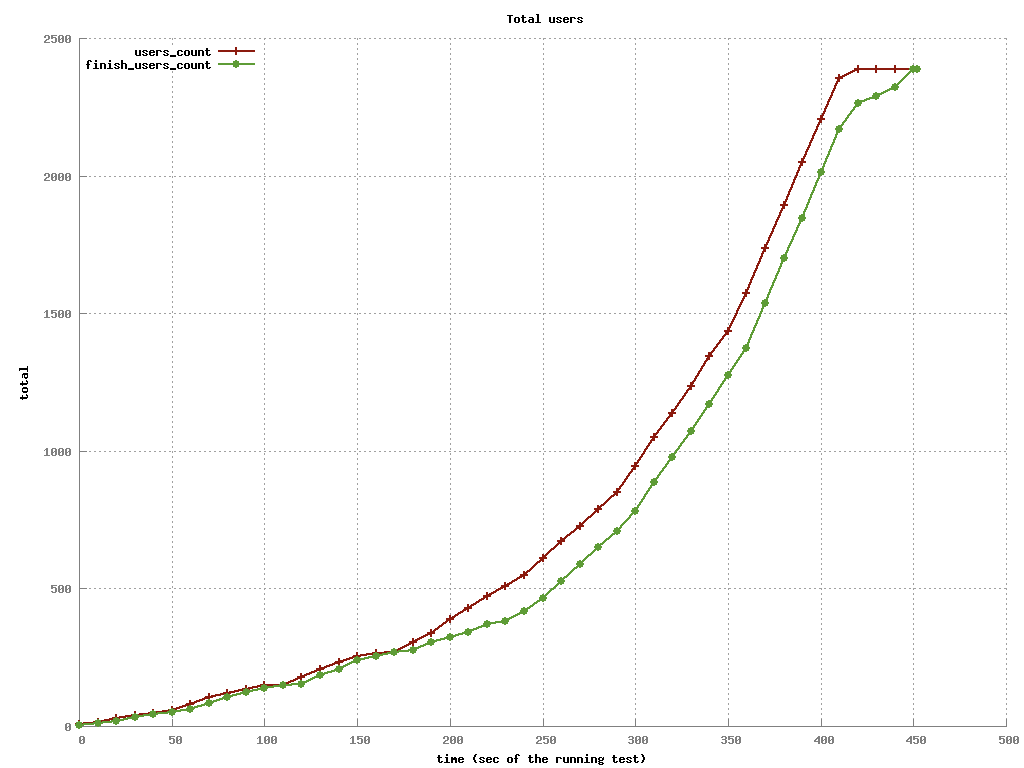 Total users
2500
users_count
finish_users_count
2000
1500
total
1000
500
0
0 50 100 150 200 250 300 350 400 450 500
time (sec of the running test)